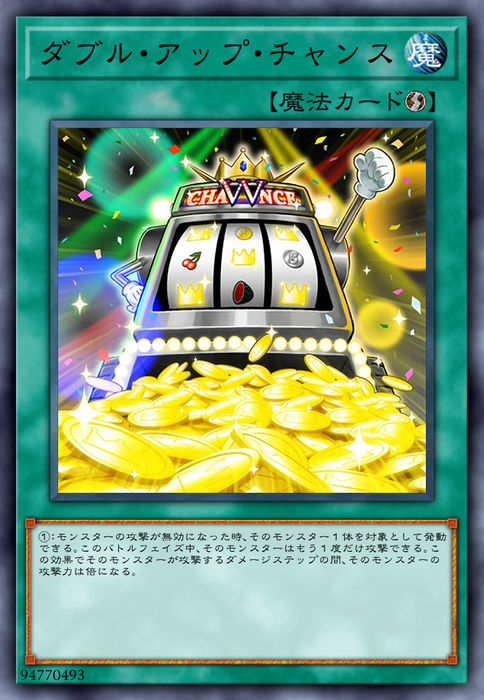 ダブル・アップ・チャンス
魔
【魔法カード】
CHAVVNCE
15
①:モンスターの攻撃が無効になった時、そのモンスター1体を対象として発動
できる。このバトルフェイズ中、そのモンスターはもう1度だけ攻撃できる。こ
の効果でそのモンスターが攻撃するダメージステップの間、そのモンスターの
攻撃力は倍になる。
94770493